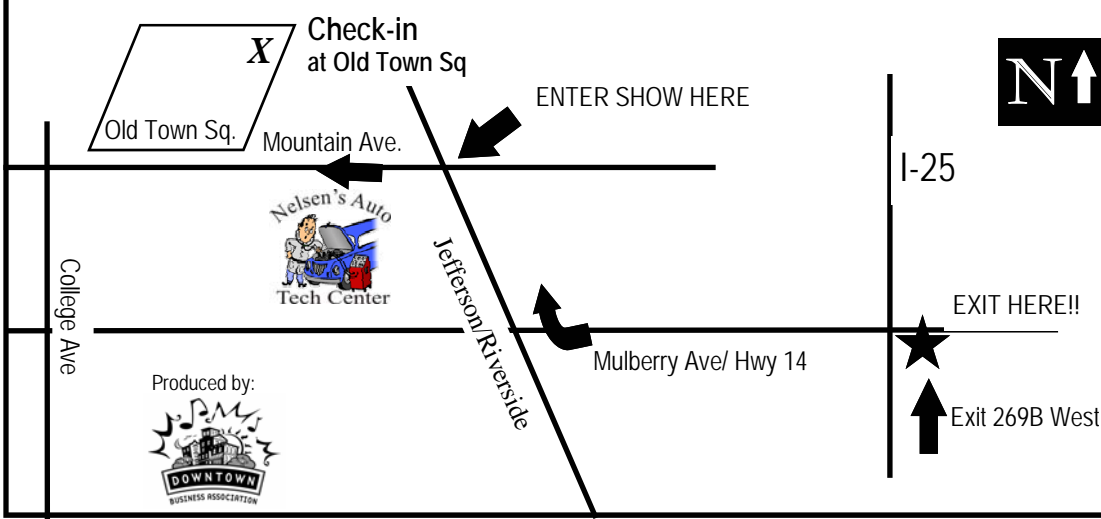 Check-in
at Old Town Sq
X
Old Town Sq.
ENTER SHOW HERE
N
Mountain Ave.
I-25
Nelsen's Auto
Tech Center
College Ave
Jefferson/Riverside
EXIT HERE!!
Mulberry Ave/ Hwy 14
Exit 269B West
Produced by:
DOWNTOWN
BUSINESS ASSOCIATION